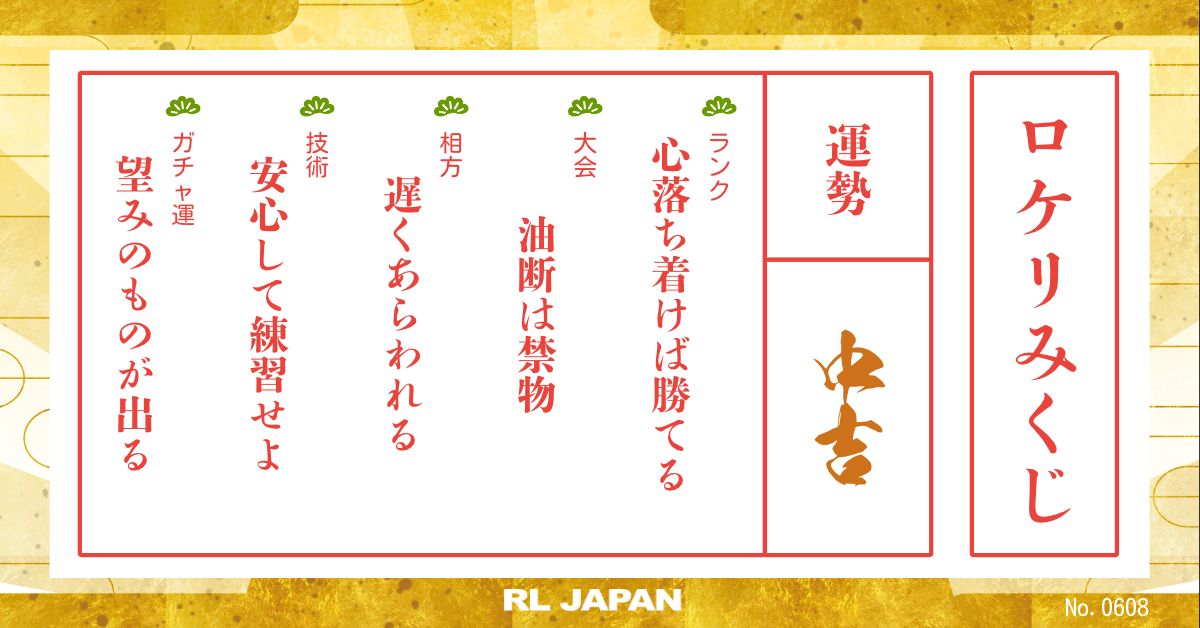 ロケリみくじ
運勢
中吉
ランク
心落ち着けば勝てる
大会
油断は禁物
相方
遅くあらわれる
技術
安心して練習せよ
ガチャ運
望みのものが出る
RL JAPAN
No. 0608